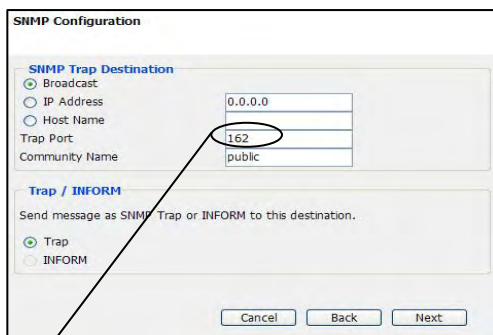 SNMP Configuration
SNMP Trap Destination
Broadcast
IP Address 0.0.0.0
Host Name
Trap Port 162
Community Name public
Trap / INFORM
Send message as SNMP Trap or INFORM to this destination.
Trap
INFORM
Cancel Back Next